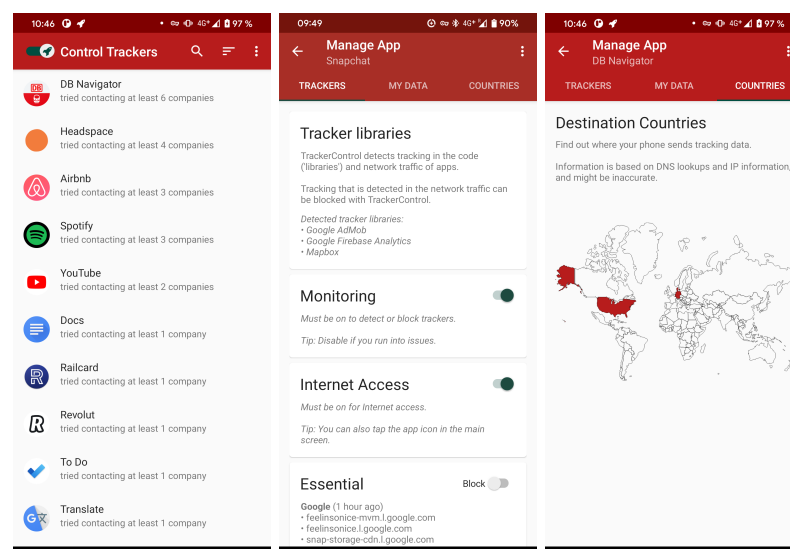 10:46
4G+
97 %
Control Trackers
DB Navigator
tried contacting at least 6 companies
Headspace
tried contacting at least 4 companies
Airbnb
tried contacting at least 3 companies
Spotify
tried contacting at least 3 companies
YouTube
tried contacting at least 2 companies
Docs
tried contacting at least 1 company
Railcard
tried contacting at least 1 company
Revolut
tried contacting at least 1 company
To Do
tried contacting at least 1 company
Translate
tried contacting at least 1 company
09:49
4G+
90%
Manage App
Snapchat
TRACKERS MY DATA COUNTRIES
Tracker libraries
TrackerControl detects tracking in the code
('libraries') and network traffic of apps.
Tracking that is detected in the network traffic can
be blocked with TrackerControl.
Detected tracker libraries:
• Google AdMob
• Google Firebase Analytics
• Mapbox
Monitoring
Must be on to detect or block trackers.
Tip: Disable if you run into issues.
Internet Access
Must be on for Internet access.
Tip: You can also tap the app icon in the main
screen.
Essential Block
Google (1 hour ago)
• feelinsonice-mvm.l.google.com
• feelinsonice.l.google.com
• snap-storage-cdn.l.google.com
10:46
4G+
97 %
Manage App
DB Navigator
TRACKERS MY DATA COUNTRIES
Destination Countries
Find out where your phone sends tracking data.
Information is based on DNS lookups and IP information,
and might be inaccurate.